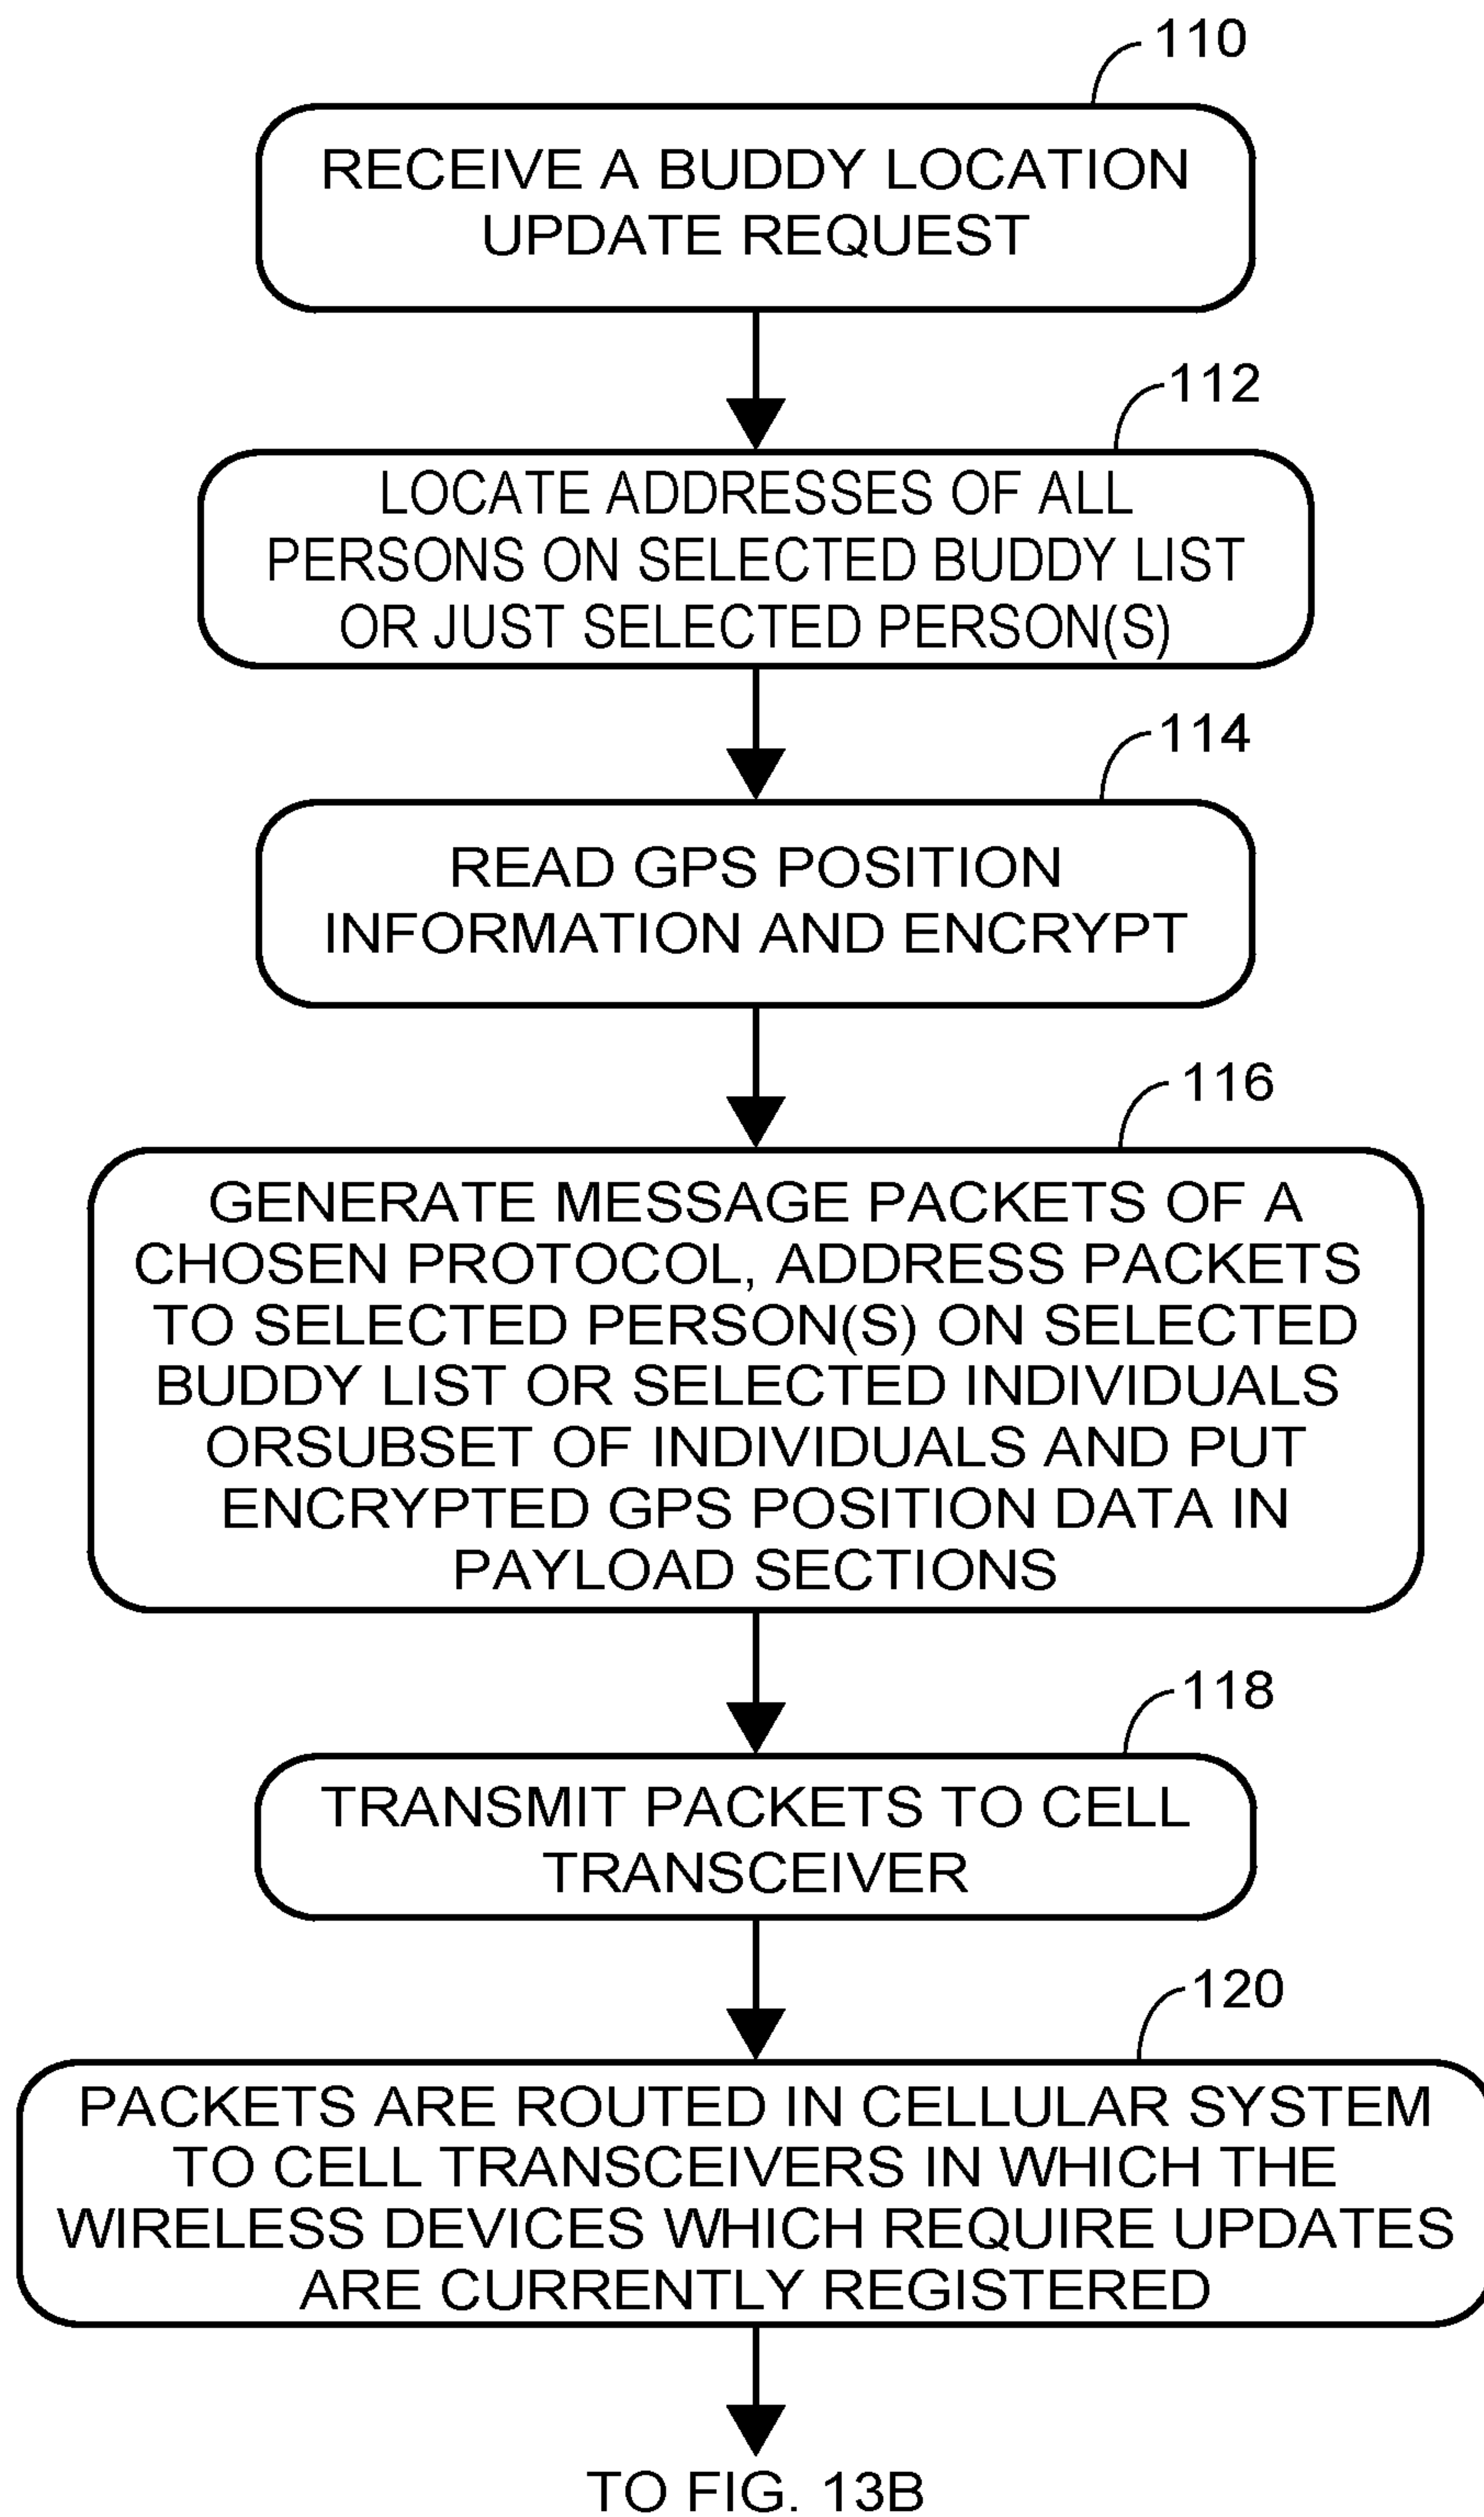 110
RECEIVE A BUDDY LOCATION
UPDATE REQUEST
112
LOCATE ADDRESSES OF ALL
PERSONS ON SELECTED BUDDY LIST
OR JUST SELECTED PERSON(S)
114
READ GPS POSITION
INFORMATION AND ENCRYPT
116
GENERATE MESSAGE PACKETS OF A
CHOSEN PROTOCOL, ADDRESS PACKETS
TO SELECTED PERSON(S) ON SELECTED
BUDDY LIST OR SELECTED INDIVIDUALS
ORSUBSET OF INDIVIDUALS AND PUT
ENCRYPTED GPS POSITION DATA IN
PAYLOAD SECTIONS
118
TRANSMIT PACKETS TO CELL
TRANSCEIVER
120
PACKETS ARE ROUTED IN CELLULAR SYSTEM
TO CELL TRANSCEIVERS IN WHICH THE
WIRELESS DEVICES WHICH REQUIRE UPDATES
ARE CURRENTLY REGISTERED
TO FIG. 13B